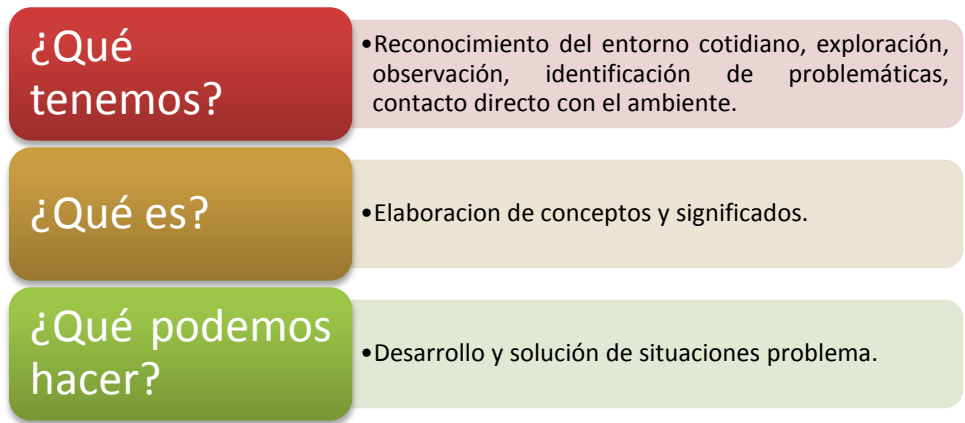 ¿Qué
tenemos?
•Reconocimiento del entorno cotidiano, exploración,
observación, identificación de problemáticas,
contacto directo con el ambiente.
¿Qué es?
•Elaboracion de conceptos y significados.
¿Qué podemos
hacer?
•Desarrollo y solución de situaciones problema.